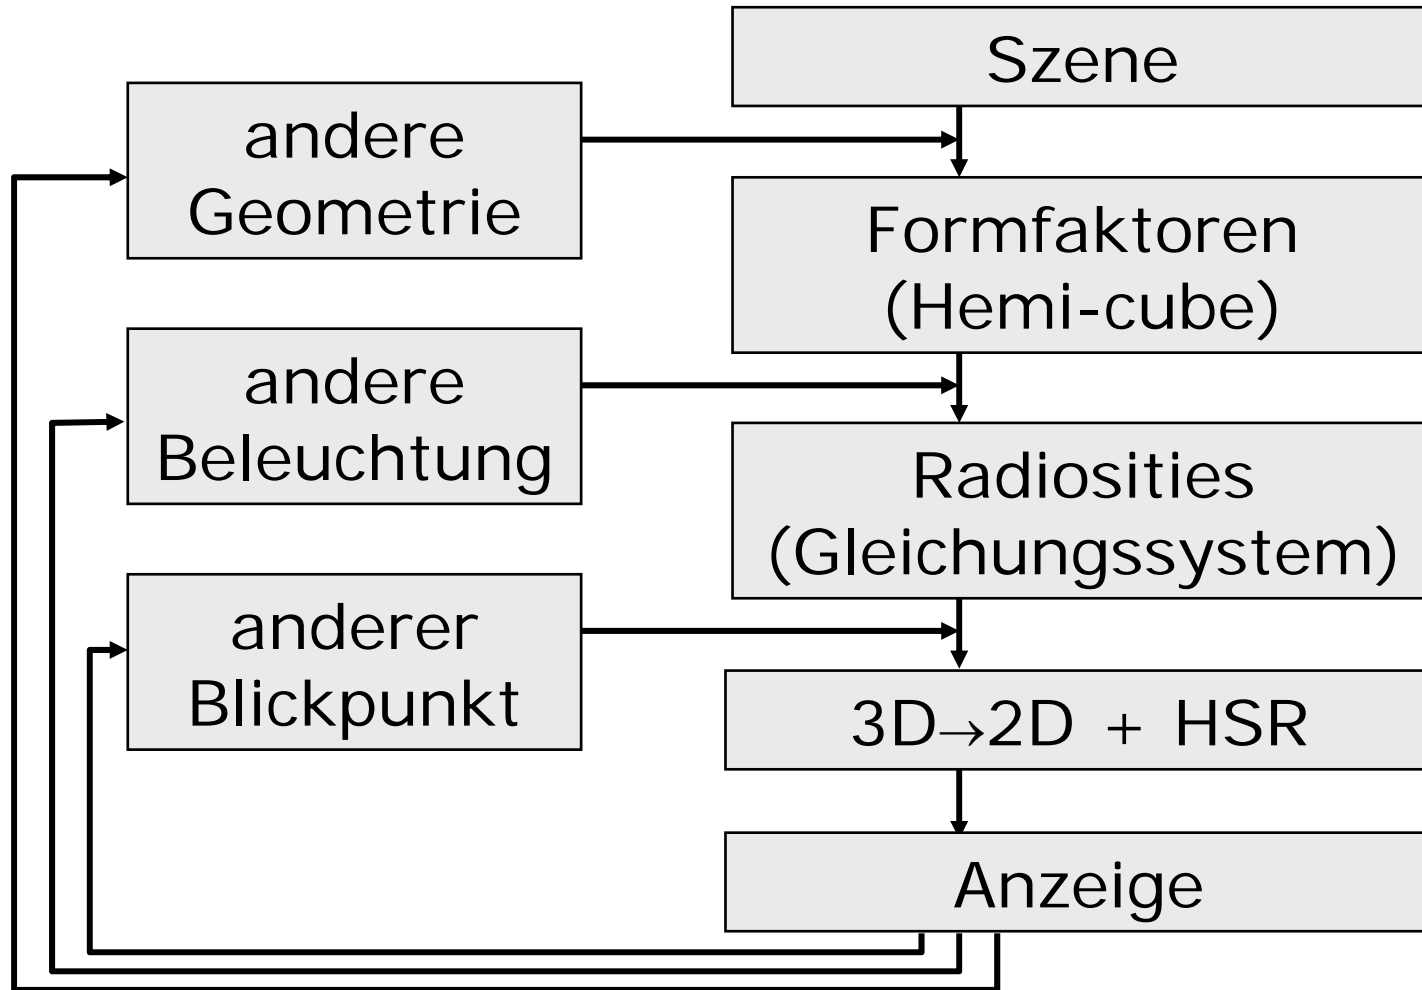 Szene
andere
Geometrie
Formfaktoren
(Hemi-cube)
andere
Beleuchtung
Radiosities
(Gleichungssystem)
anderer
Blickpunkt
3D→2D + HSR
Anzeige